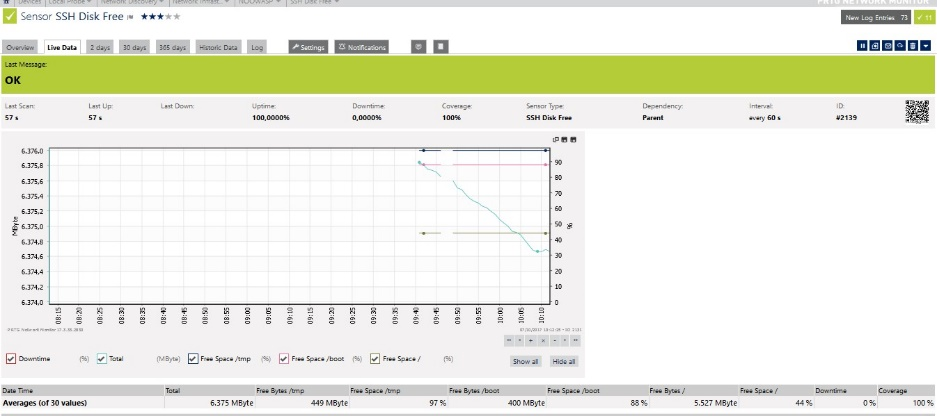 Devices Local Probe Network Discovery Network Infrast... NODWASP SSH Disk Free
PRTG NETWORK MONITOR
Sensor SSH Disk Free
New Log Entries 73 11
Overview Live Data 2 days 30 days 365 days Historic Data Log Settings Notifications
Last Message:
OK
Last Scan: Last Up: Last Down: Uptime: Downtime: Coverage: Sensor Type: Dependency: Interval: ID:
57 s 57 s 100,0000% 0,0000% 100% SSH Disk Free Parent every 60 s #2139
6.376,0
6.375,8 90
6.375,6 80
6.375,4 70
6.375,2 60
6.375,0 50
6.374,8 40
6.374,6 30
6.374,4 20
6.374,2 10
6.374,0 0
MByte %
08:15 08:20 08:25 08:30 08:35 08:40 08:45 08:50 08:55 09:00 09:05 09:10 09:15 09:20 09:25 09:30 09:35 09:40 09:45 09:50 09:55 10:00 10:05 10:10
PRTG Network Monitor
Downtime (%) Total (MByte) Free Space /tmp (%) Free Space /boot (%) Free Space / (%)
Show all Hide all
Date Time Total Free Bytes /tmp Free Space /tmp Free Bytes /boot Free Space /boot Free Bytes / Free Space / Downtime Coverage
Averages (of 30 values) 6.375 MByte 449 MByte 97 % 400 MByte 88 % 5.527 MByte 44 % 0 % 100 %